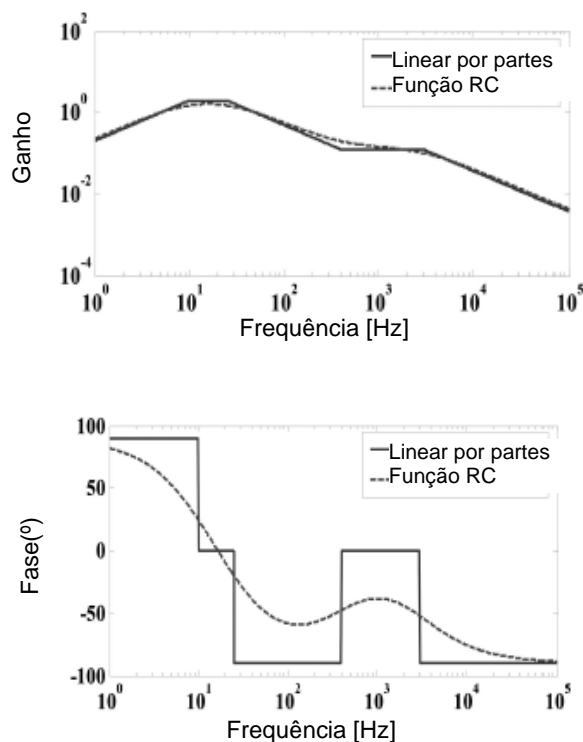 10^2
10^0
10^-2
10^-4
Ganho
Linear por partes
Função RC
10^0
10^1
10^2
10^3
10^4
10^5
Frequência [Hz]
100
50
0
-50
-100
Fase(º)
Linear por partes
Função RC
10^0
10^1
10^2
10^3
10^4
10^5
Frequência [Hz]